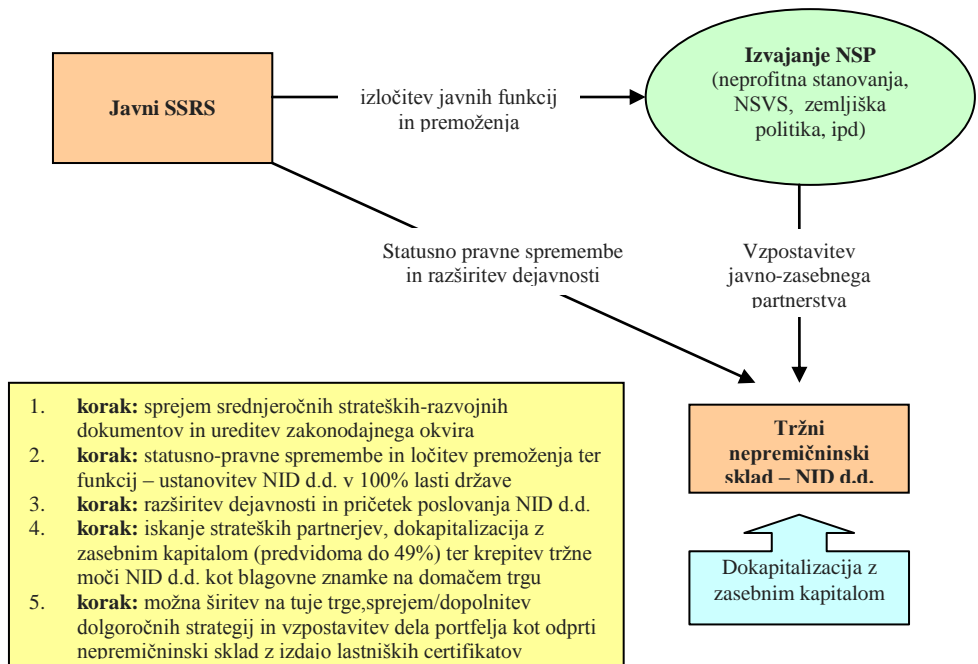 Javni SSRS
izločitev javnih funkcij
in premoženja
Izvajanje NSP
(neprofitna stanovanja,
NSVS, zemljiška
politika, ipd)
Statusno pravne spremembe
in razširitev dejavnosti
Vzpostavitev
javno-zasebnega
partnerstva
1. korak: sprejem srednjeročnih strateških-razvojnih
dokumentov in ureditev zakonodajnega okvira
2. korak: statusno-pravne spremembe in ločitev premoženja ter
funkcij – ustanovitev NID d.d. v 100% lasti države
3. korak: razširitev dejavnosti in pričetek poslovanja NID d.d.
4. korak: iskanje strateških partnerjev, dokapitalizacija z
zasebnim kapitalom (predvidoma do 49%) ter krepitev tržne
moči NID d.d. kot blagovne znamke na domačem trgu
5. korak: možna širitev na tuje trge,sprejem/dopolnitev
dolgoročnih strategij in vzpostavitev dela portfelja kot odprti
nepremičninski sklad z izdajo lastniških certifikatov
Tržni
nepremičninski
sklad – NID d.d.
Dokapitalizacija z
zasebnim kapitalom